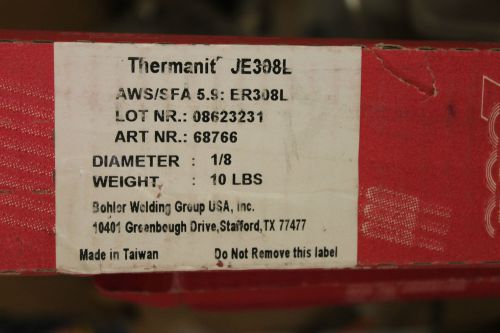 Thermanit JE308L
AWS/SFA 5.9: ER308L
LOT NR.: 08623231
ART NR.: 68766
DIAMETER : 1/8
WEIGHT : 10 LBS
Bohler Welding Group USA, Inc.
10401 Greenbough Drive,Stafford,TX 77477
Made in Taiwan Do Not Remove this label